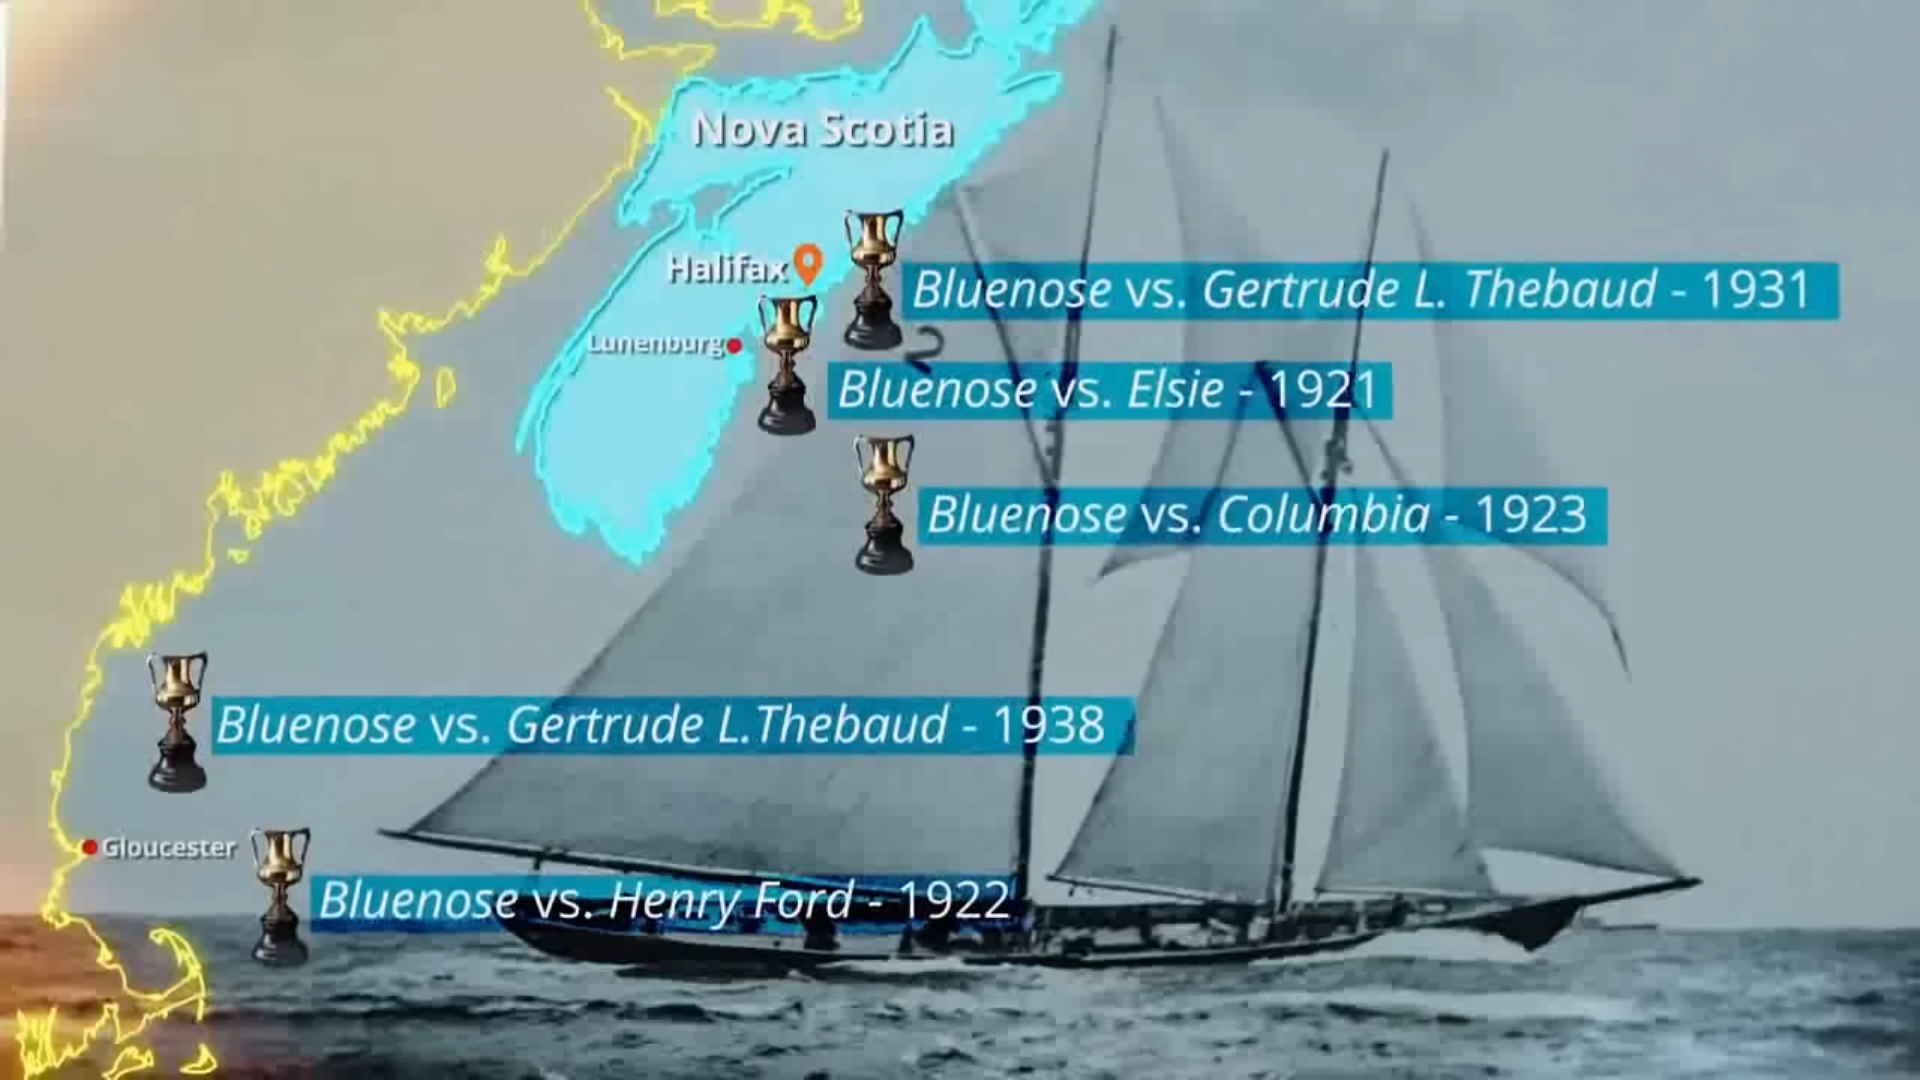 Nova Scotia
Halifax
Bluenose vs. Gertrude L. Thebaud - 1931
Lunenburg
2
Bluenose vs. Elsie - 1921
Bluenose vs. Columbia - 1923
Bluenose vs. Gertrude L.Thebaud - 1938
Gloucester
Bluenose vs. Henry Ford - 1922